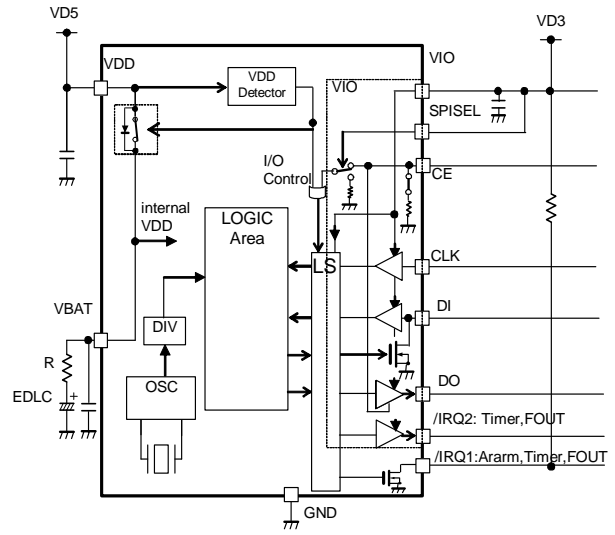 VD5
VD3
VDD
VIO
VDD
Detector
VIO
SPISEL
I/O
Control
CE
internal
VDD
LOGIC
Area
LS
CLK
VBAT
DIV
DI
R
EDLC
+
OSC
DO
/IRQ2: Timer,FOUT
/IRQ1:Ararm,Timer,FOUT
GND